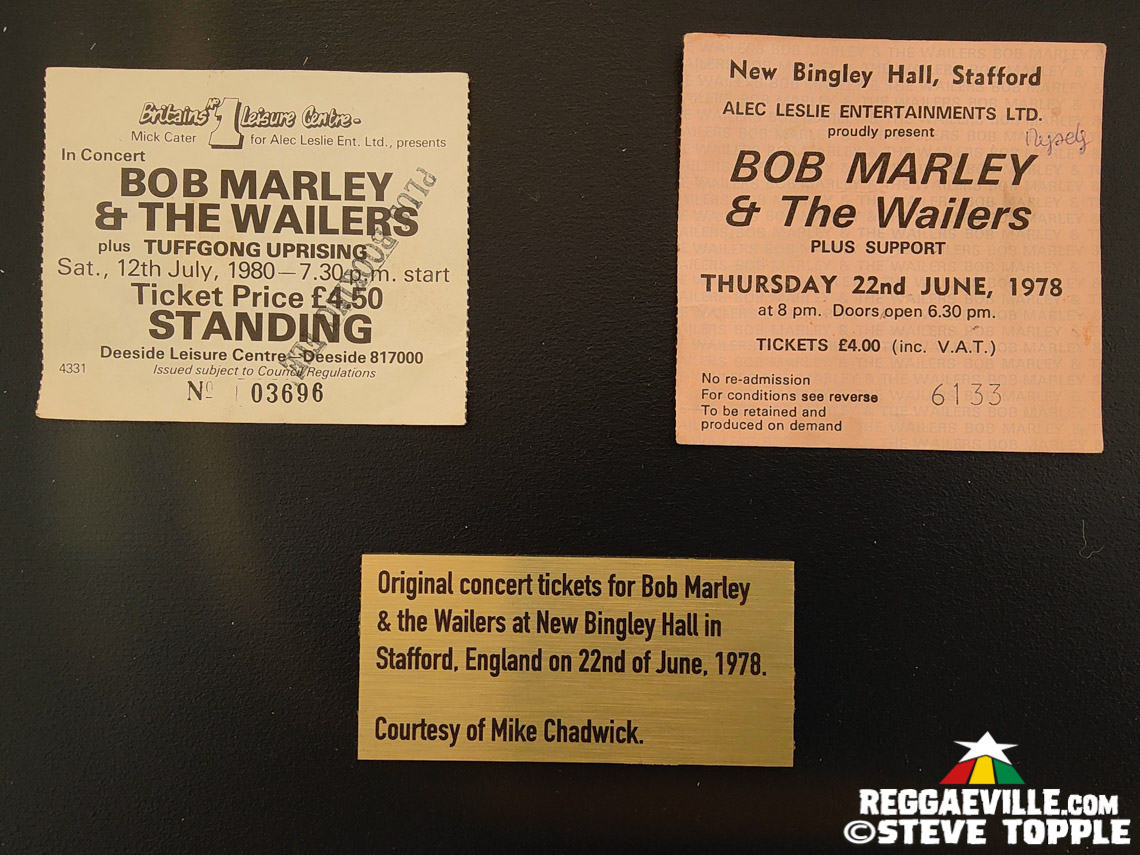 Britains Nº1 Leisure Centre-
Mick Cater for Alec Leslie Ent. Ltd., presents
In Concert
BOB MARLEY
& THE WAILERS
plus TUFFGONG UPRISING
Sat., 12th July, 1980—7.30 p.m. start
Ticket Price £4.50
STANDING
Deeside Leisure Centre Deeside 817000
4331
Issued subject to Council Regulations
Nº 03696
PLUS BOOKING FEE
New Bingley Hall, Stafford
ALEC LESLIE ENTERTAINMENTS LTD.
proudly present
BOB MARLEY
& The Wailers
PLUS SUPPORT
THURSDAY 22nd JUNE, 1978
at 8 pm. Doors open 6.30 pm.
TICKETS £4.00 (inc. V.A.T.)
No re-admission
For conditions see reverse
To be retained and
produced on demand
6133
Original concert tickets for Bob Marley
& the Wailers at New Bingley Hall in
Stafford, England on 22nd of June, 1978.
Courtesy of Mike Chadwick.
REGGAEVILLE.COM
©STEVE TOPPLE